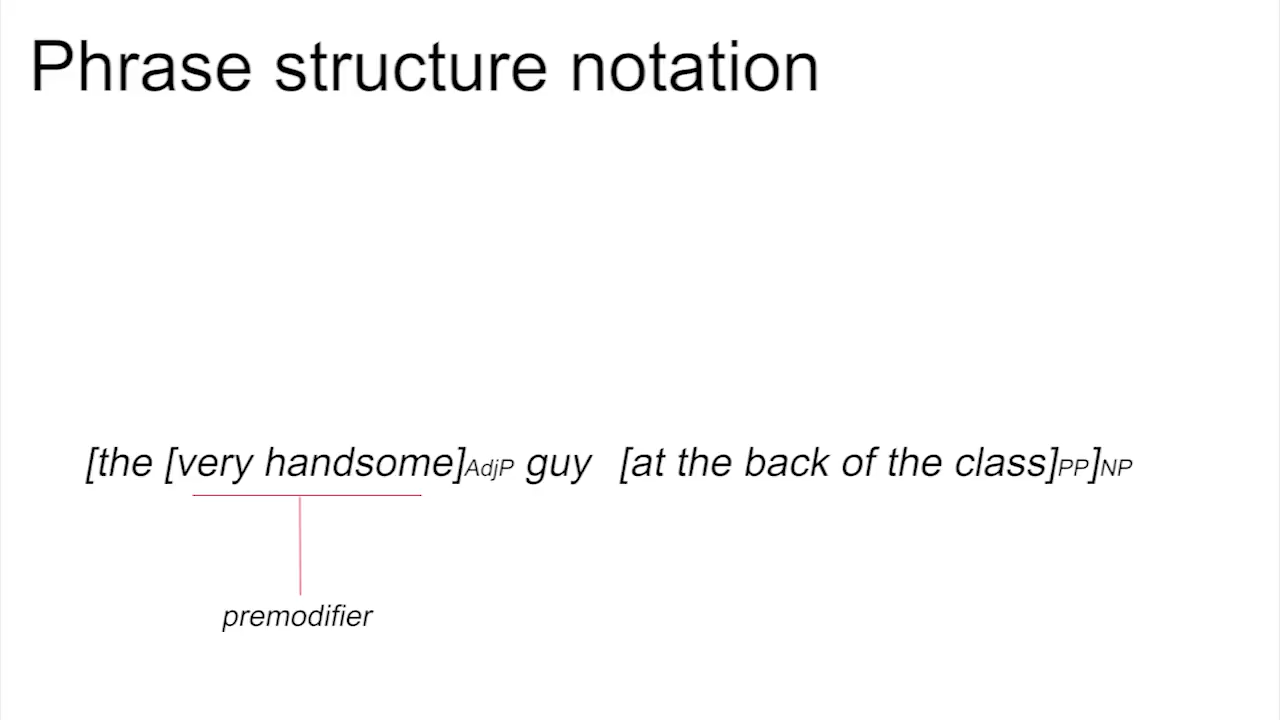 Phrase structure notation
[the [very handsome]AdjP guy [at the back of the class]PP]NP
premodifier